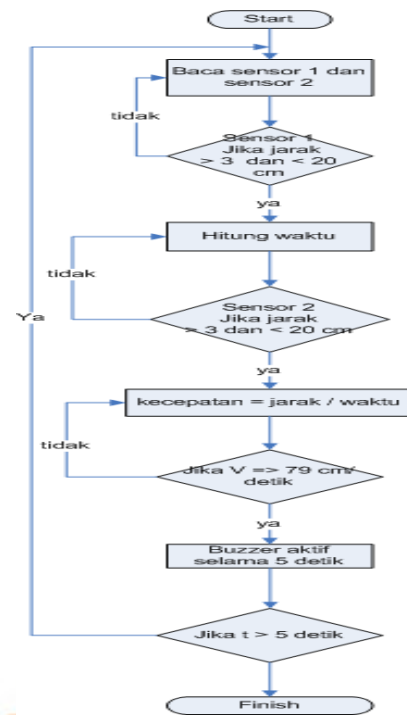 Start
Baca sensor 1 dan
sensor 2
tidak
Sensor 1
Jika jarak
> 3 dan < 20
cm
ya
Hitung waktu
tidak
Sensor 2
Jika jarak
> 3 dan < 20 cm
Ya
ya
kecepatan = jarak / waktu
tidak
Jika V => 79 cm/
detik
ya
Buzzer aktif
selama 5 detik
Jika t > 5 detik
Finish